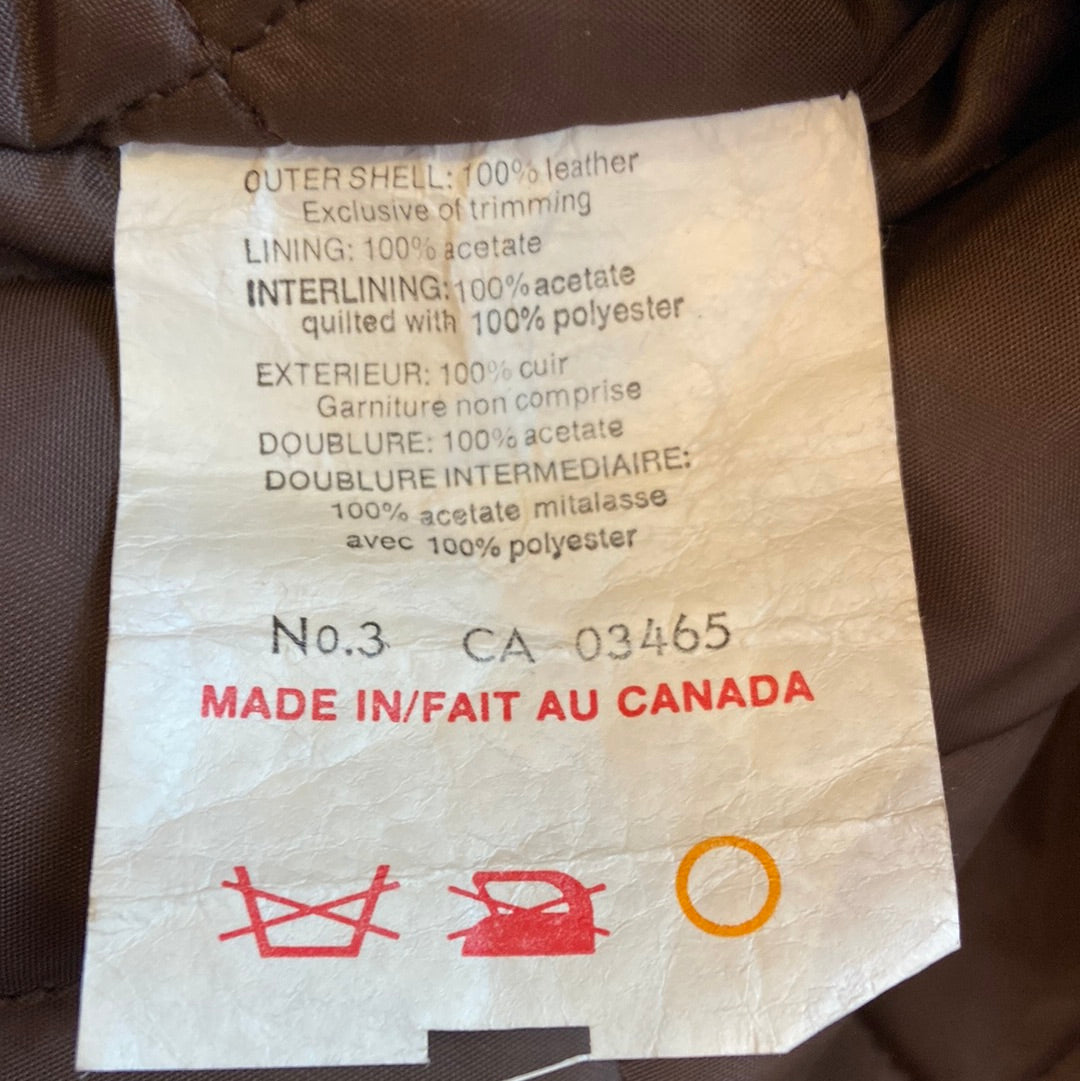 OUTER SHELL: 100% leather
Exclusive of trimming
LINING: 100% acetate
INTERLINING: 100% acetate
quilted with 100% polyester
EXTERIEUR: 100% cuir
Garniture non comprise
DOUBLURE: 100% acetate
DOUBLURE INTERMEDIAIRE:
100% acetate mitalasse
avec 100% polyester
No.3 CA 03465
MADE IN/FAIT AU CANADA